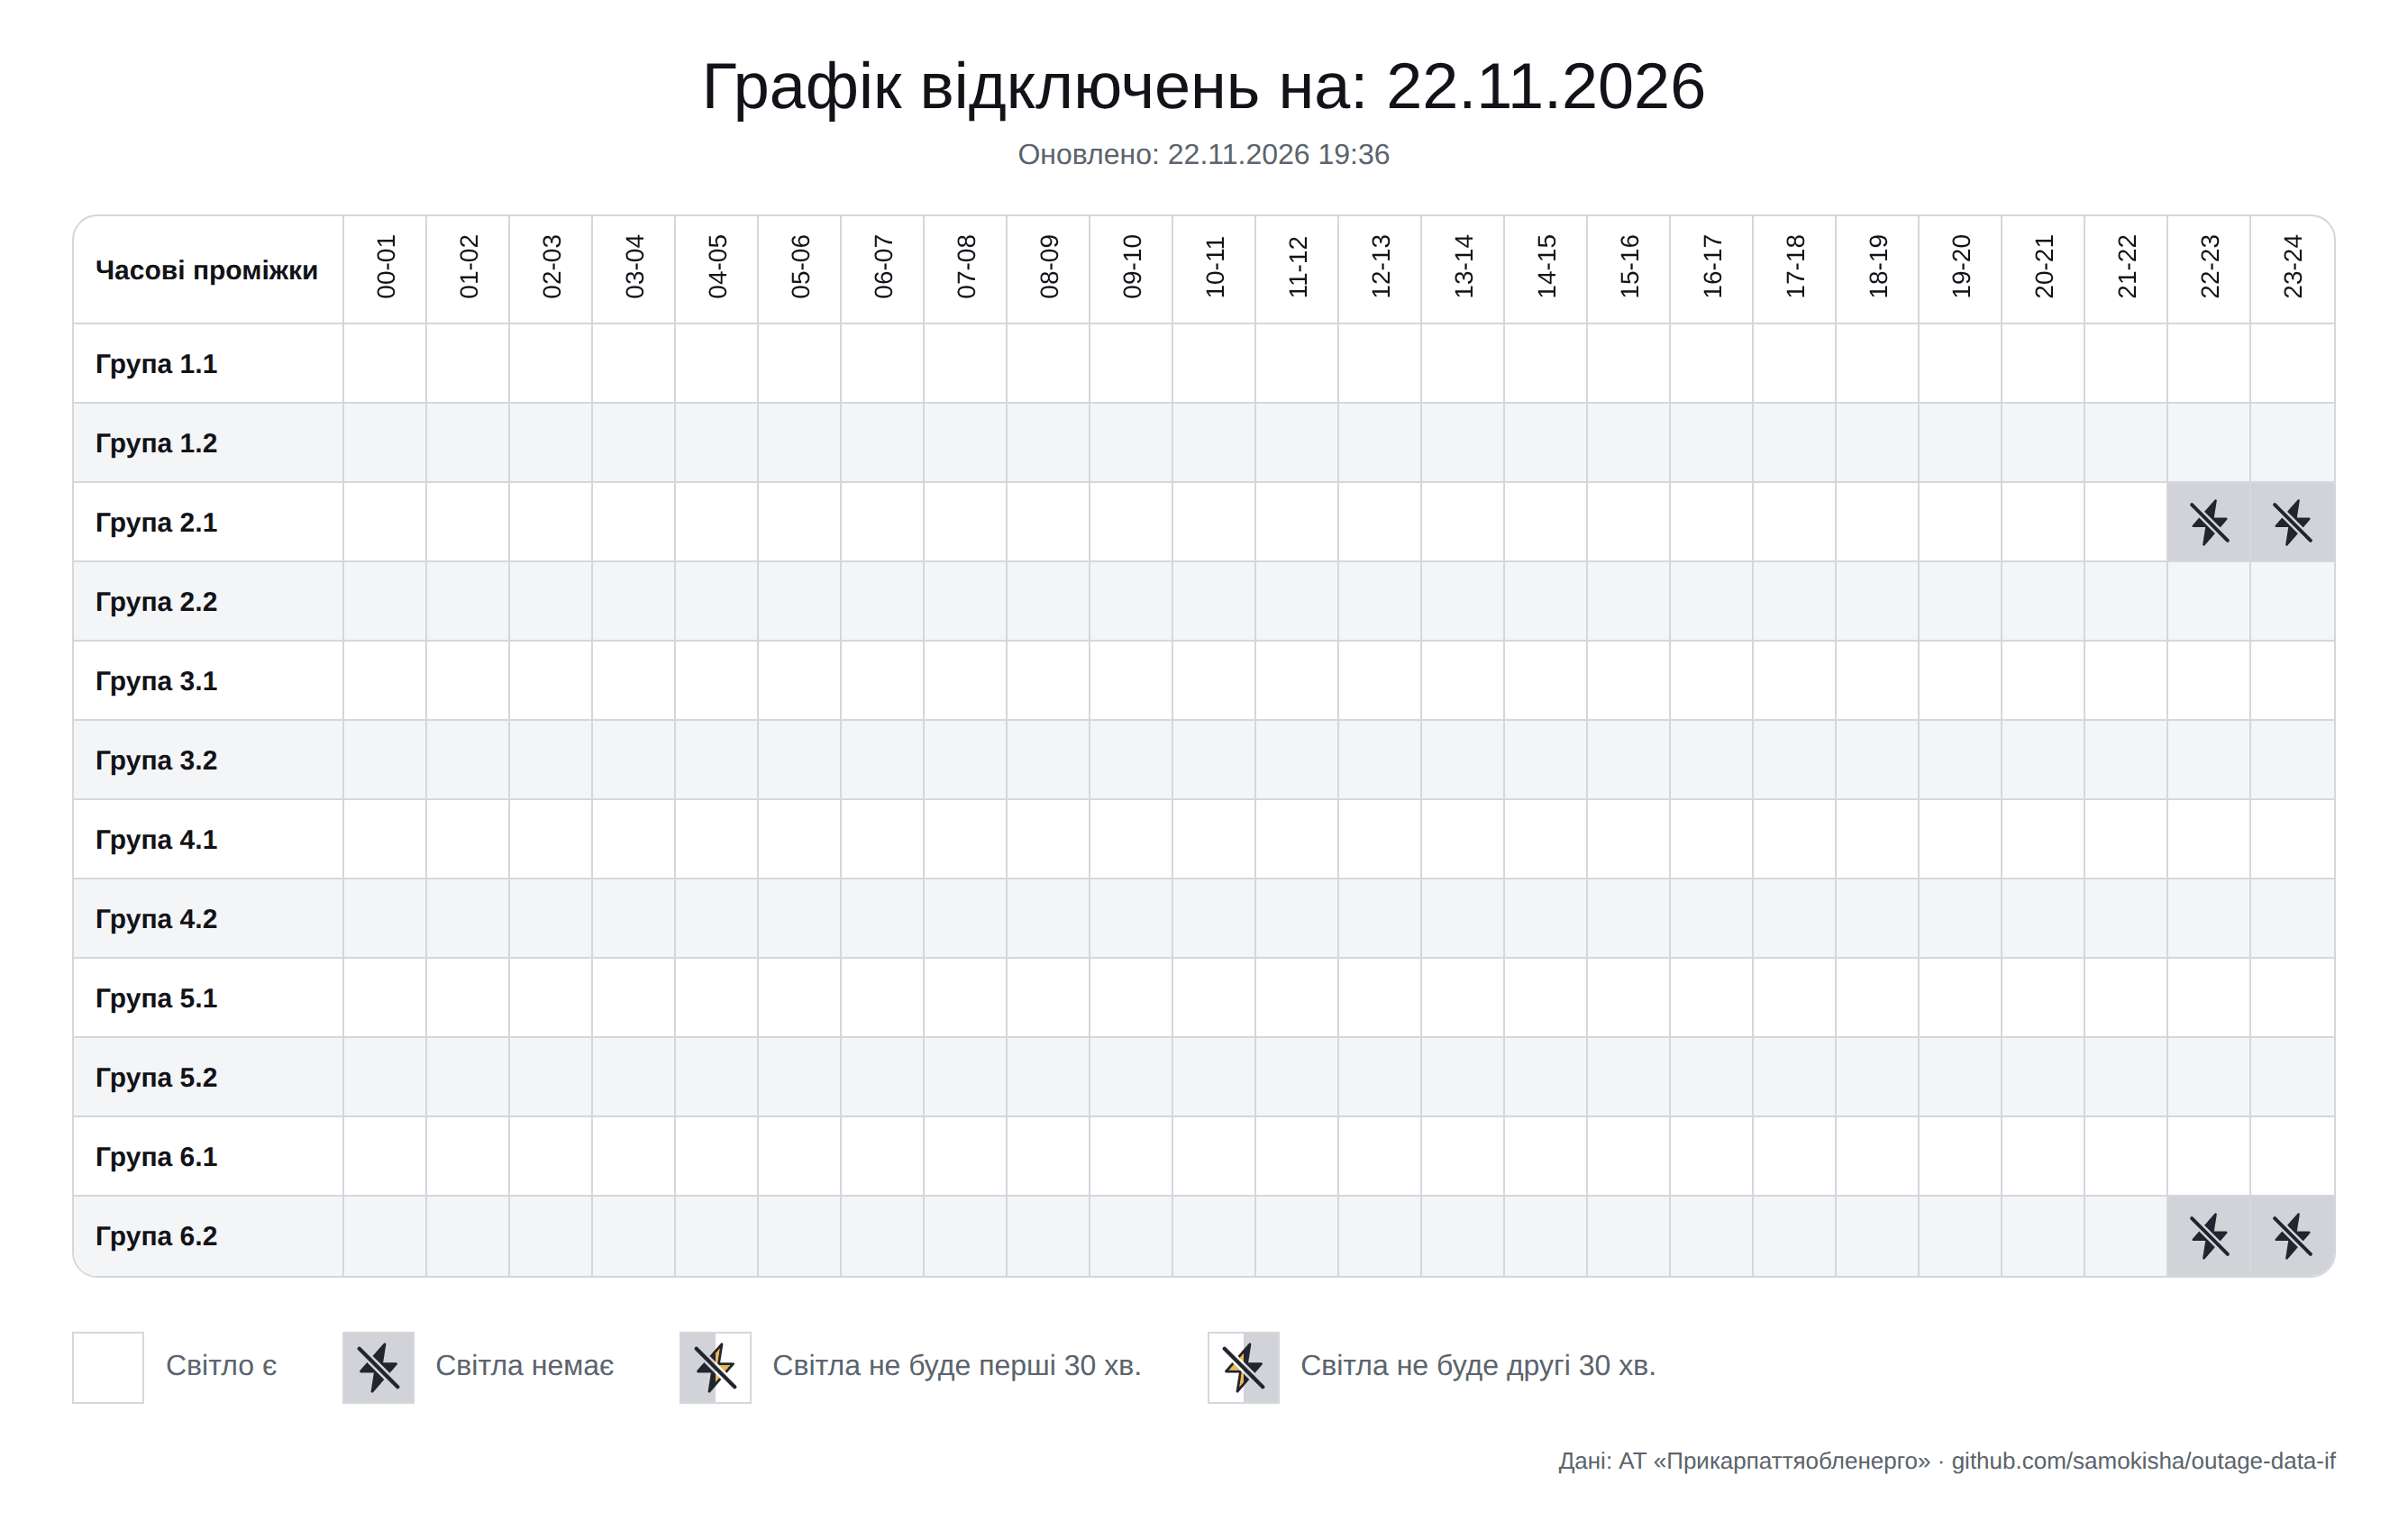 Графік відключень на: 22.11.2026
Оновлено: 22.11.2026 19:36
Часові проміжки 00-01 01-02 02-03 03-04 04-05 05-06 06-07 07-08 08-09 09-10 10-11 11-12 12-13 13-14 14-15 15-16 16-17 17-18 18-19 19-20 20-21 21-22 22-23 23-24
Група 1.1
Група 1.2
Група 2.1
Група 2.2
Група 3.1
Група 3.2
Група 4.1
Група 4.2
Група 5.1
Група 5.2
Група 6.1
Група 6.2
Світло є Світла немає Світла не буде перші 30 хв. Світла не буде другі 30 хв.
Дані: АТ «Прикарпаттяобленерго» · github.com/samokisha/outage-data-if